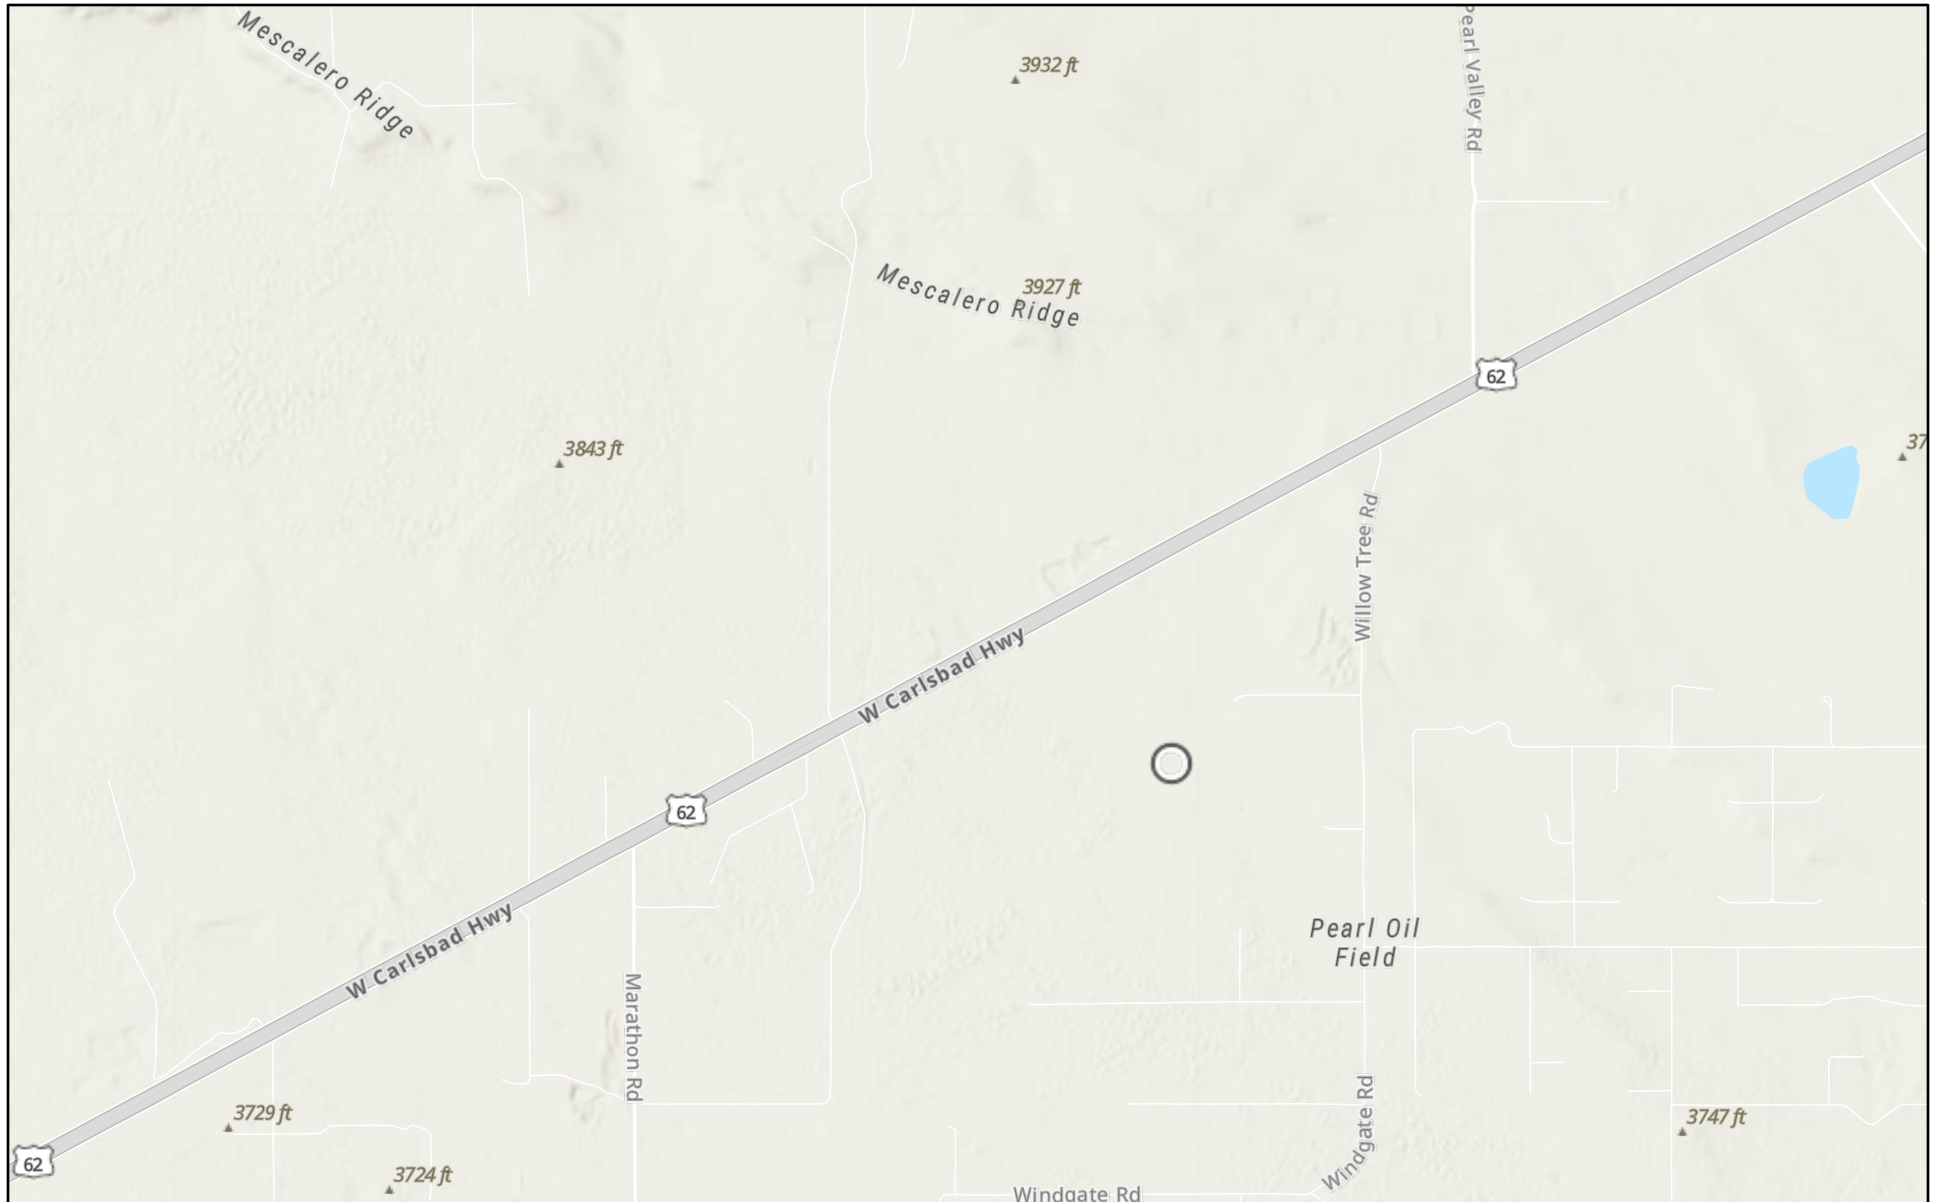 Mescalero Ridge
3932 ft
Pearl Valley Rd
Mescalero Ridge
3927 ft
62
3843 ft
37
Willow Tree Rd
W Carlsbad Hwy
62
W Carlsbad Hwy
Pearl Oil
Field
Marathon Rd
Windgate Rd
3729 ft
3747 ft
62
3724 ft
Windgate Rd